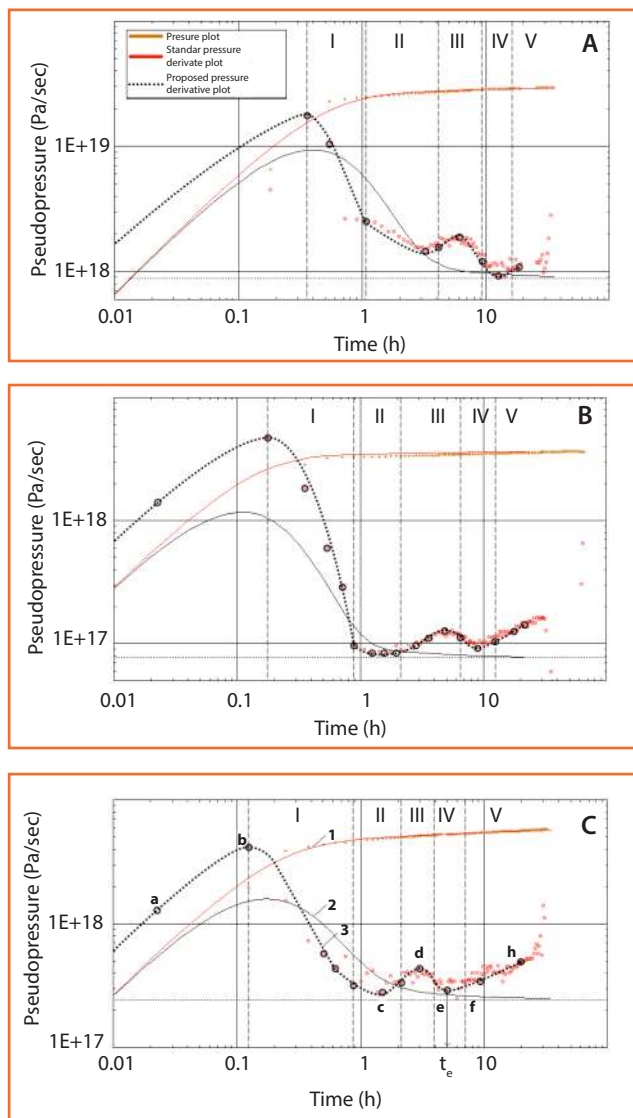 Presure plot
Standar pressure
derivate plot
Proposed pressure
derivative plot
I II III IV V A
Pseudopressure (Pa/sec)
1E+19
1E+18
0.01 0.1 1 10
Time (h)
I II III IV V B
Pseudopressure (Pa/sec)
1E+18
1E+17
0.01 0.1 1 10
Time (h)
I II III IV V C
Pseudopressure (Pa/sec)
b 1
a 2
3 d h
c e f
1E+18
1E+17
0.01 0.1 1 10
t_e
Time (h)